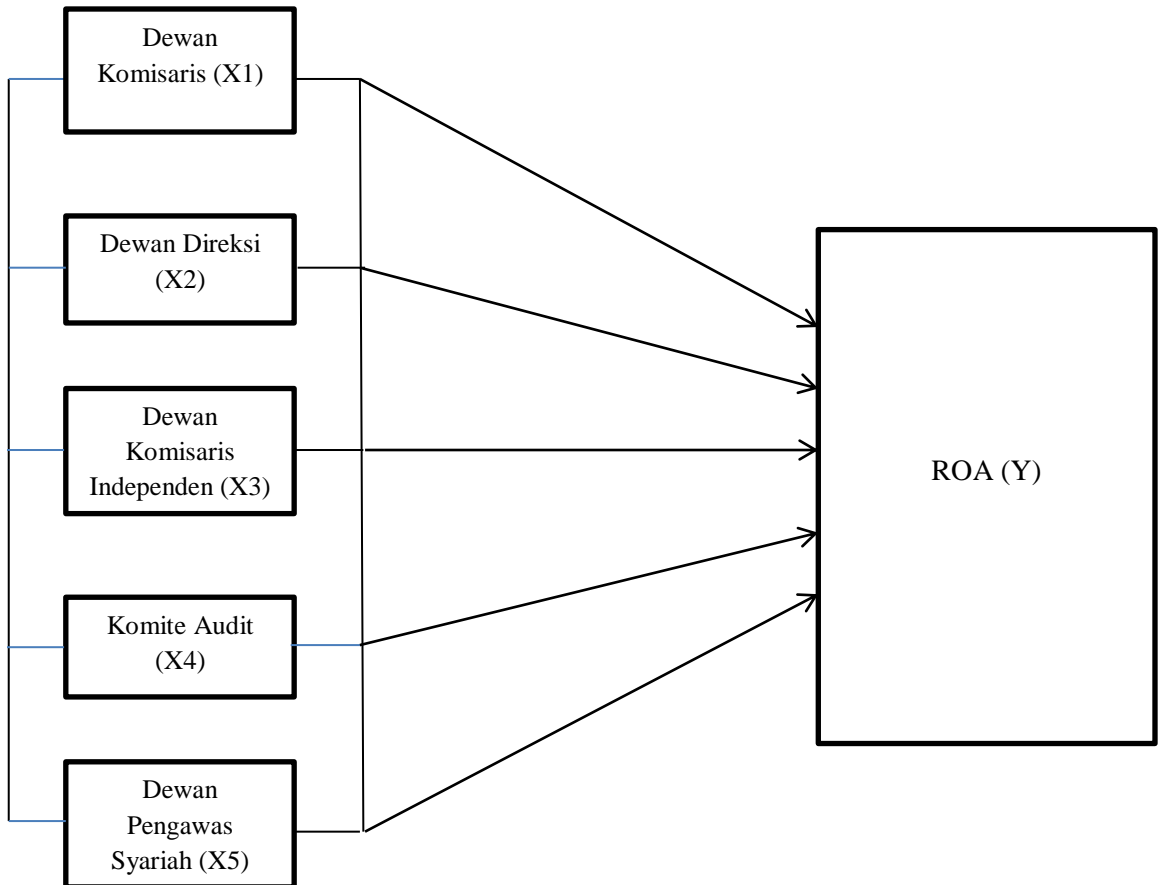 Dewan
Komisaris (X1)
Dewan Direksi
(X2)
Dewan
Komisaris
Independen (X3)
Komite Audit
(X4)
Dewan
Pengawas
Syariah (X5)
ROA (Y)